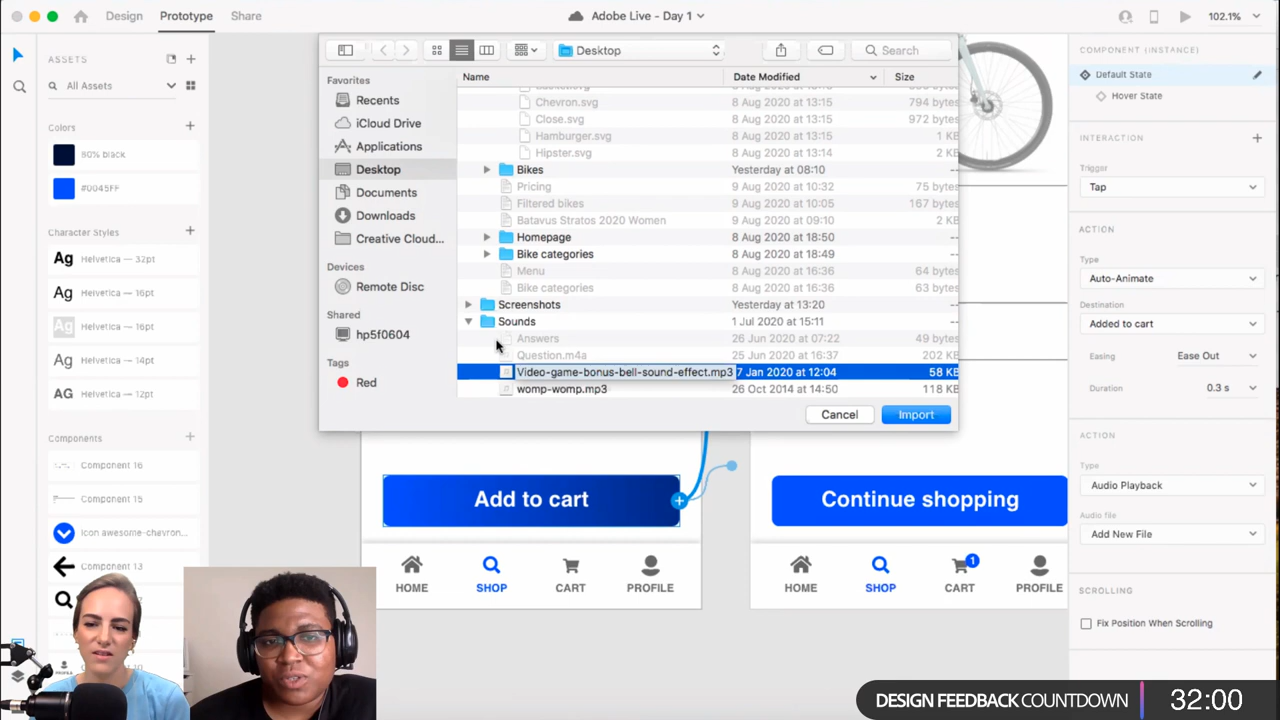 Design
Prototype
Share
Adobe Live - Day 1
102.1%
ASSETS
All Assets
Colors
80% black
#0045FF
Character Styles
Ag Helvetica — 32pt
Ag Helvetica — 16pt
Ag Helvetica — 16pt
Ag Helvetica — 14pt
Ag Helvetica — 12pt
Components
Component 16
Component 15
Icon awesome-chevron...
Component 13
Desktop
Search
Favorites
Recents
iCloud Drive
Applications
Desktop
Documents
Downloads
Creative Cloud...
Devices
Remote Disc
Shared
hp5f0604
Tags
Red
Name Date Modified Size
Chevron.svg 8 Aug 2020 at 13:15 794 bytes
Close.svg 8 Aug 2020 at 13:15 972 bytes
Hamburger.svg 8 Aug 2020 at 13:15 1 KB
Hipster.svg 8 Aug 2020 at 13:14 2 KB
Bikes Yesterday at 08:10 --
Pricing 9 Aug 2020 at 10:32 75 bytes
Filtered bikes 9 Aug 2020 at 10:05 167 bytes
Batavus Stratos 2020 Women 9 Aug 2020 at 09:10 2 KB
Homepage 8 Aug 2020 at 18:50 --
Bike categories 8 Aug 2020 at 18:49 --
Menu 8 Aug 2020 at 16:36 64 bytes
Bike categories 8 Aug 2020 at 16:36 63 bytes
Screenshots Yesterday at 13:20 --
Sounds 1 Jul 2020 at 15:11 --
Answers 26 Jun 2020 at 07:22 49 bytes
Question.m4a 25 Jun 2020 at 16:37 202 KB
Video-game-bonus-bell-sound-effect.mp3 7 Jan 2020 at 12:04 58 KB
womp-womp.mp3 26 Oct 2014 at 14:50 118 KB
Cancel
Import
Add to cart
HOME SHOP CART PROFILE
Continue shopping
1
HOME SHOP CART PROFILE
COMPONENT (INSTANCE)
Default State
Hover State
INTERACTION
Trigger
Tap
ACTION
Type
Auto-Animate
Destination
Added to cart
Easing Ease Out
Duration 0.3 s
ACTION
Type
Audio Playback
Audio file
Add New File
SCROLLING
Fix Position When Scrolling
DESIGN FEEDBACK COUNTDOWN 32:00